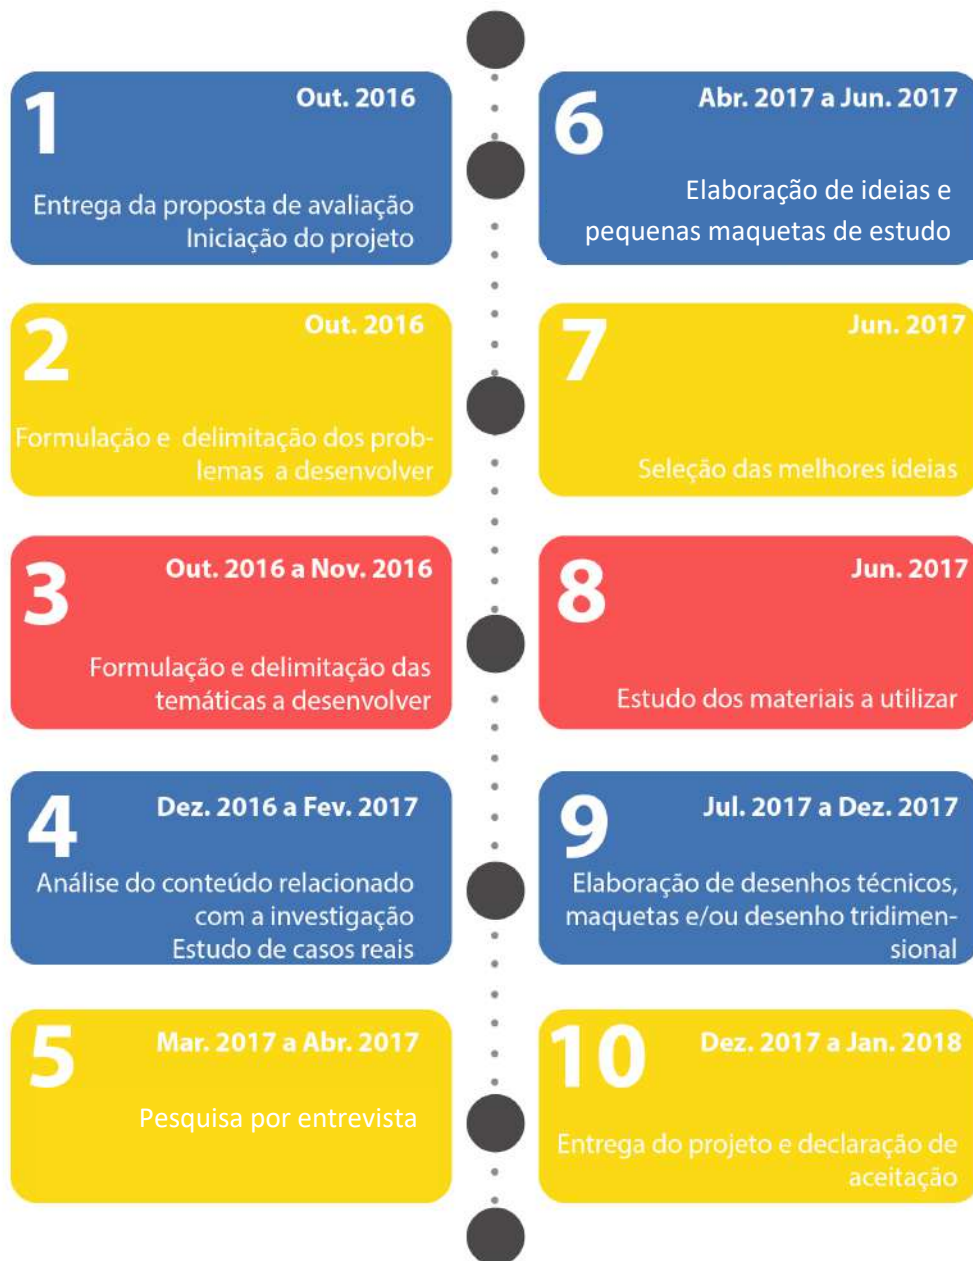 1
Out. 2016
Entrega da proposta de avaliação
Iniciação do projeto
2
Out. 2016
Formulação e delimitação dos prob-
lemas a desenvolver
3
Out. 2016 a Nov. 2016
Formulação e delimitação das
temáticas a desenvolver
4
Dez. 2016 a Fev. 2017
Análise do conteúdo relacionado
com a investigação
Estudo de casos reais
5
Mar. 2017 a Abr. 2017
Pesquisa por entrevista
6
Abr. 2017 a Jun. 2017
Elaboração de ideias e
pequenas maquetas de estudo
7
Jun. 2017
Seleção das melhores ideias
8
Jun. 2017
Estudo dos materiais a utilizar
9
Jul. 2017 a Dez. 2017
Elaboração de desenhos técnicos,
maquetas e/ou desenho tridimen-
sional
10
Dez. 2017 a Jan. 2018
Entrega do projeto e declaração de
aceitação